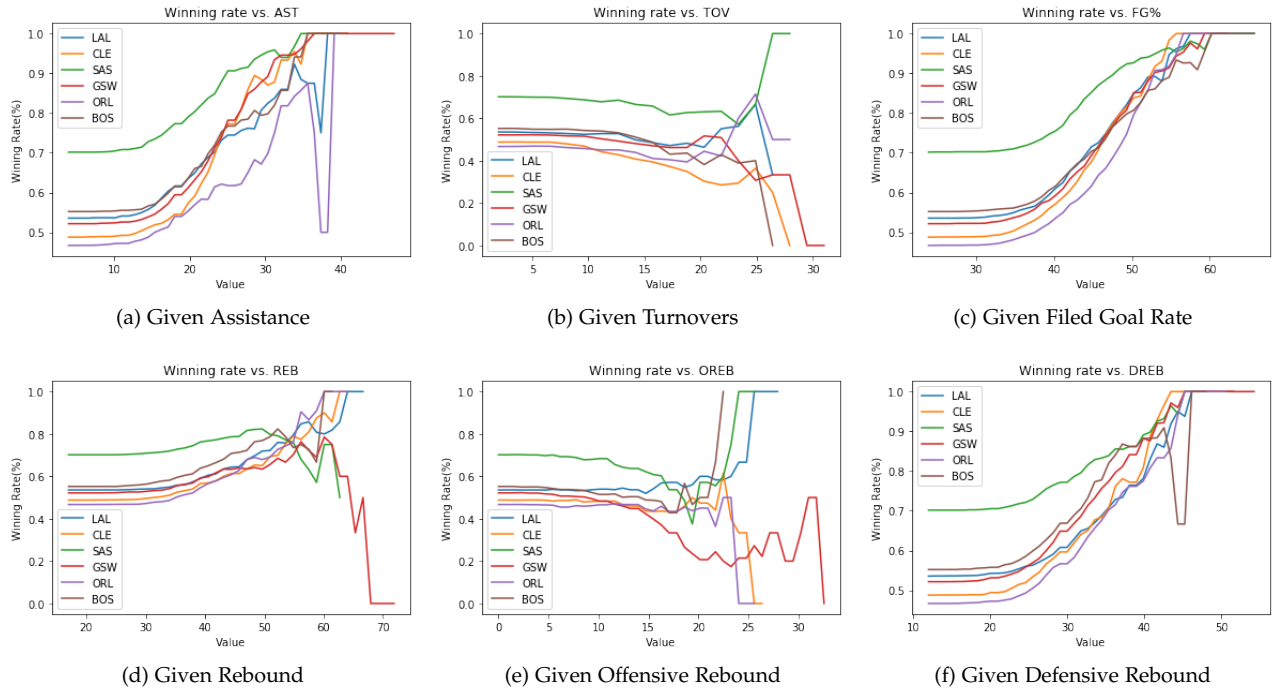 Winning rate vs. AST
Wining Rate(%)
1.0
0.9
0.8
0.7
0.6
0.5
LAL
CLE
SAS
GSW
ORL
BOS
10 20 30 40
Value
(a) Given Assistance
Winning rate vs. TOV
Wining Rate(%)
1.0
0.8
0.6
0.4
0.2
0.0
LAL
CLE
SAS
GSW
ORL
BOS
5 10 15 20 25 30
Value
(b) Given Turnovers
Winning rate vs. FG%
Wining Rate(%)
1.0
0.9
0.8
0.7
0.6
0.5
LAL
CLE
SAS
GSW
ORL
BOS
30 40 50 60
Value
(c) Given Filed Goal Rate
Winning rate vs. REB
Wining Rate(%)
1.0
0.8
0.6
0.4
0.2
0.0
LAL
CLE
SAS
GSW
ORL
BOS
20 30 40 50 60 70
Value
(d) Given Rebound
Winning rate vs. OREB
Wining Rate(%)
1.0
0.8
0.6
0.4
0.2
0.0
LAL
CLE
SAS
GSW
ORL
BOS
0 5 10 15 20 25 30
Value
(e) Given Offensive Rebound
Winning rate vs. DREB
Wining Rate(%)
1.0
0.9
0.8
0.7
0.6
0.5
LAL
CLE
SAS
GSW
ORL
BOS
10 20 30 40 50
Value
(f) Given Defensive Rebound